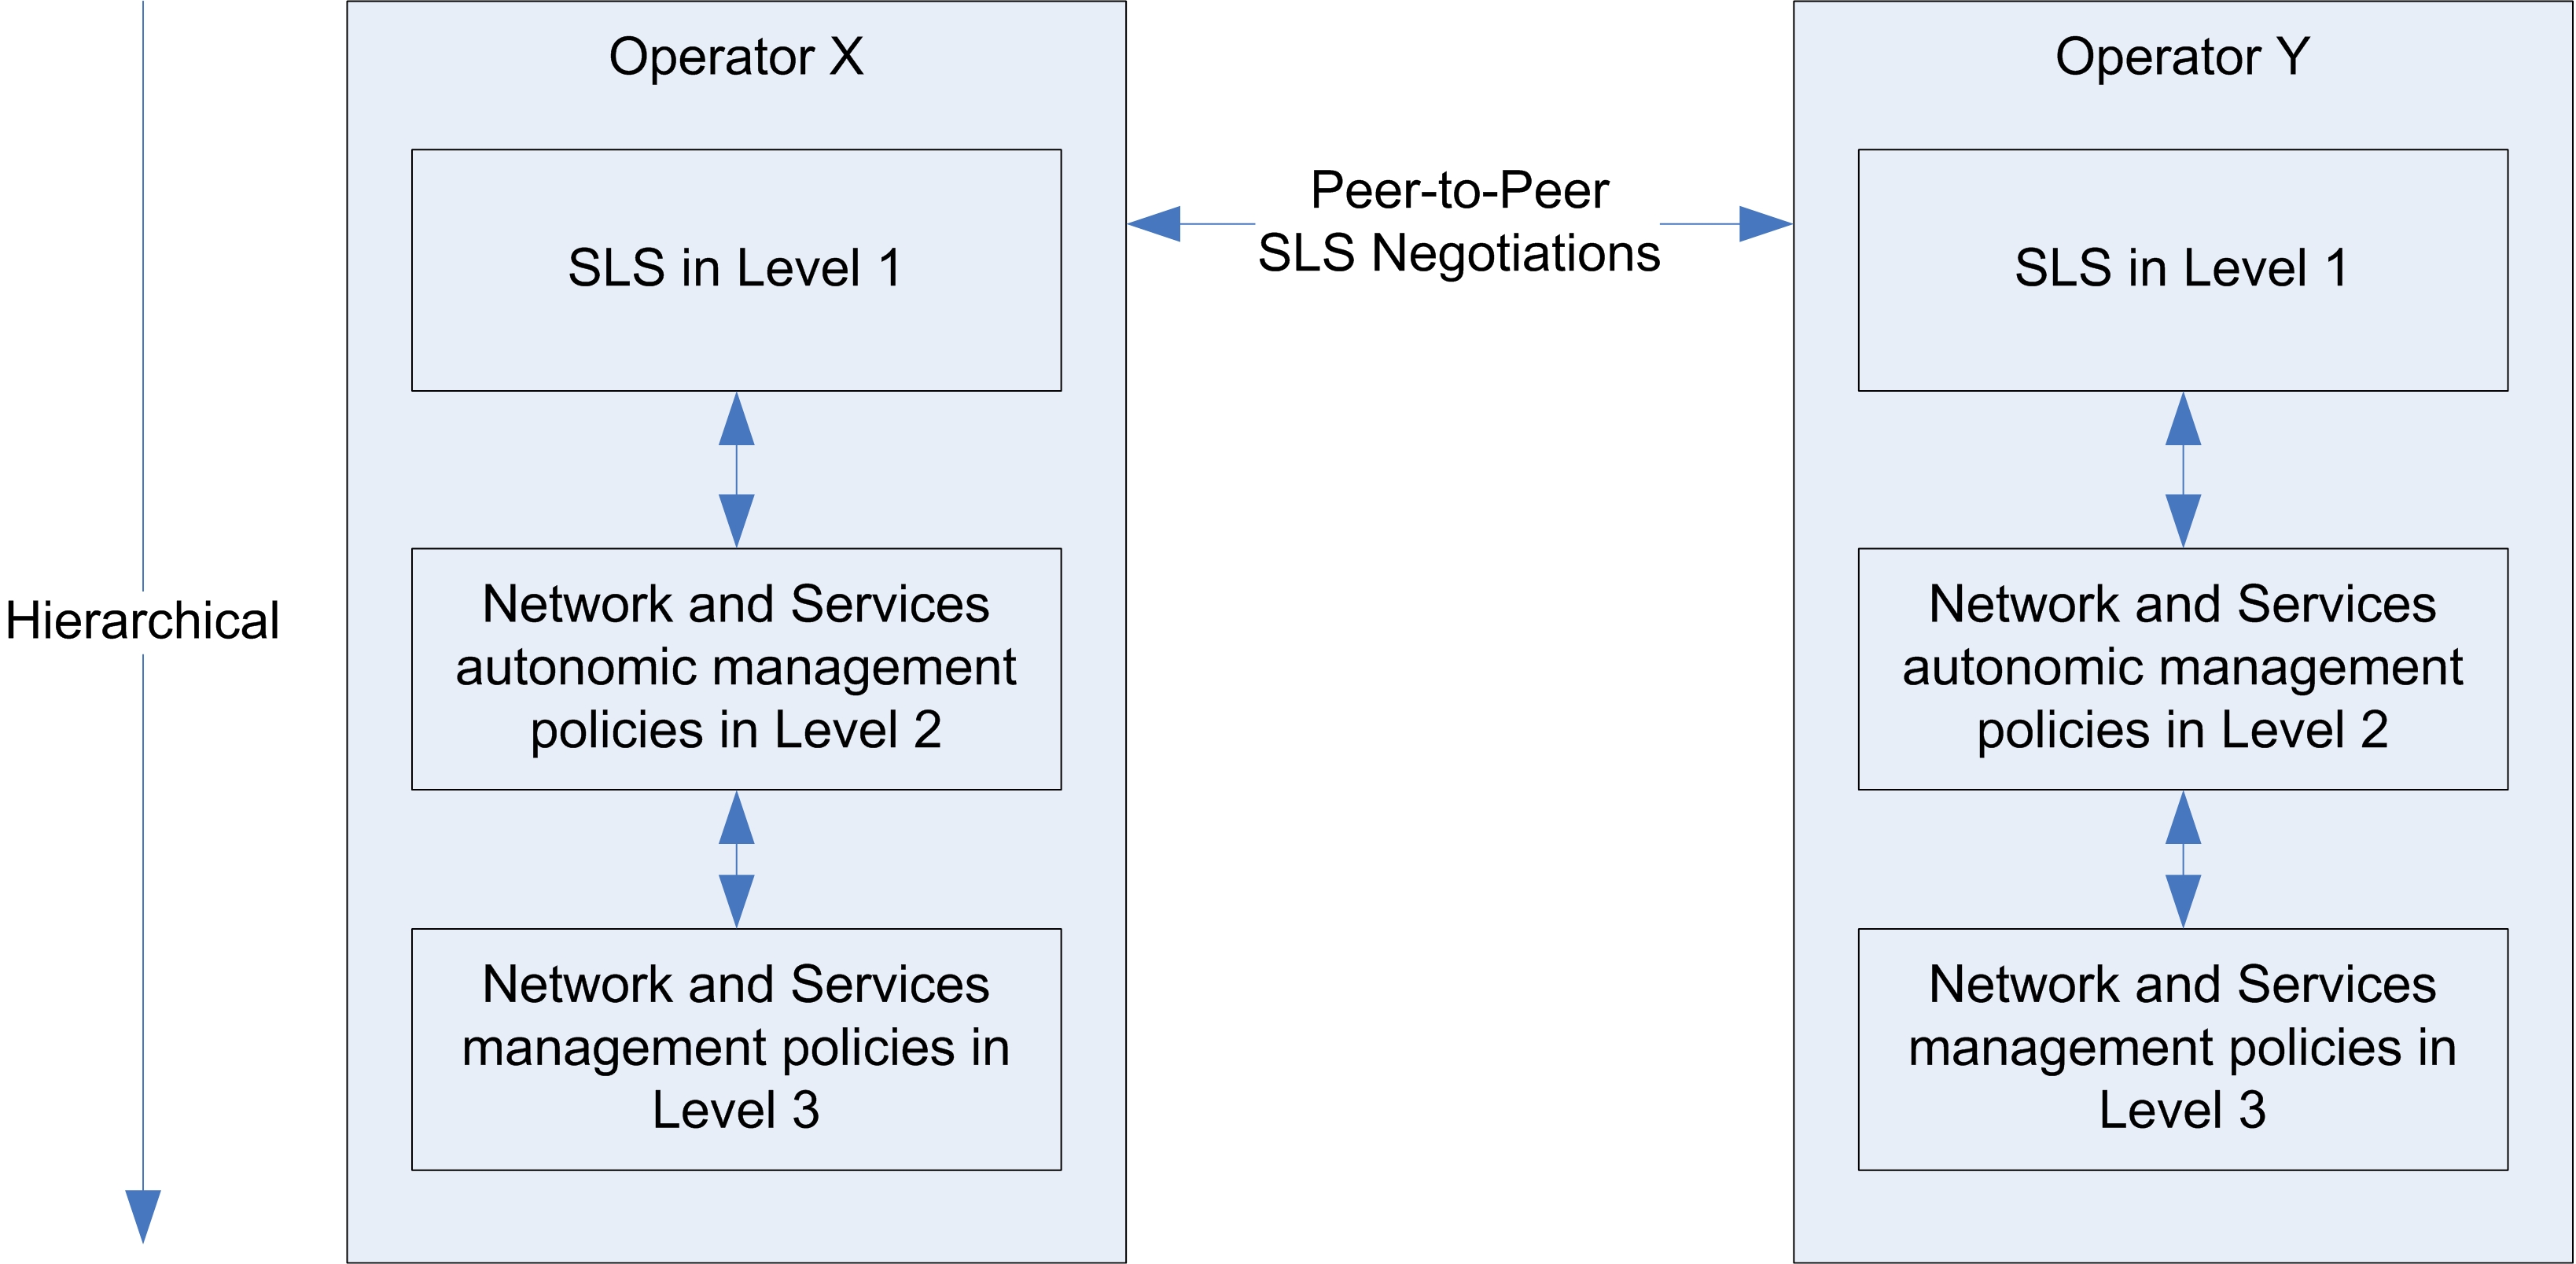 Hierarchical
Operator X
SLS in Level 1
Network and Services
autonomic management
policies in Level 2
Network and Services
management policies in
Level 3
Peer-to-Peer
SLS Negotiations
Operator Y
SLS in Level 1
Network and Services
autonomic management
policies in Level 2
Network and Services
management policies in
Level 3